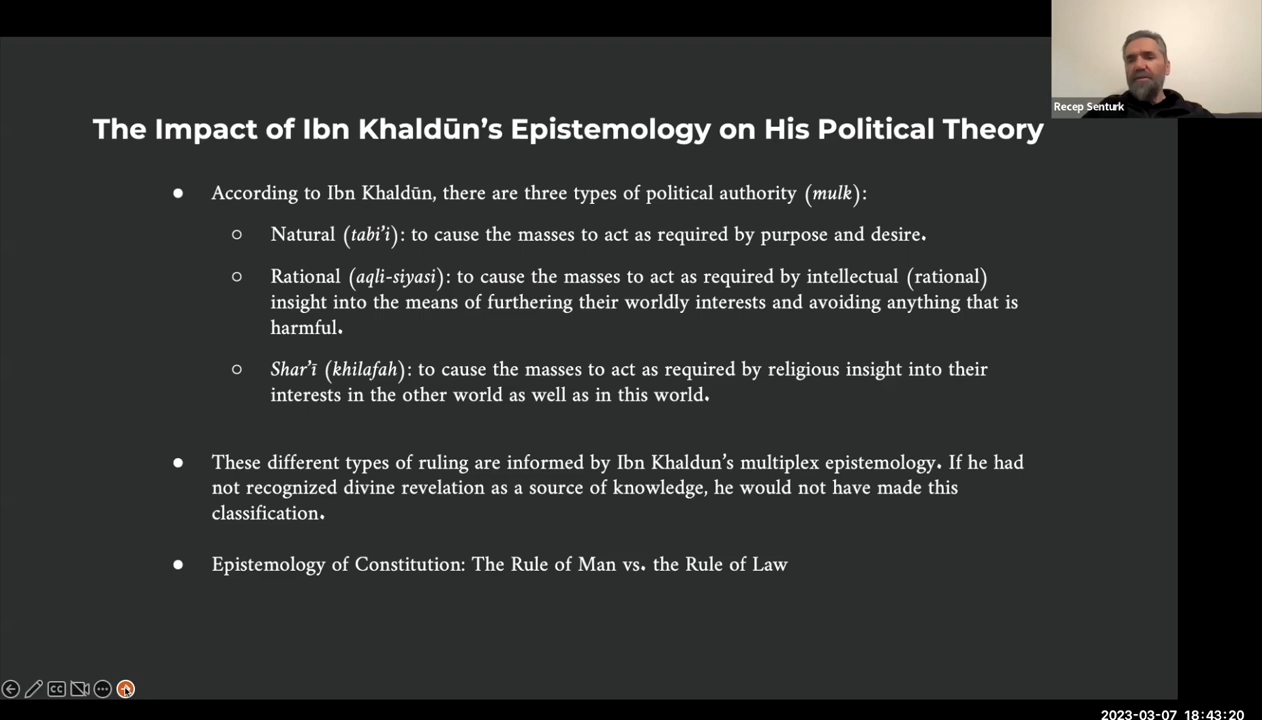 Recep Senturk
The Impact of Ibn Khaldūn’s Epistemology on His Political Theory
● According to Ibn Khaldūn, there are three types of political authority (mulk):
○ Natural (tabi’i): to cause the masses to act as required by purpose and desire.
○ Rational (aqli-siyasi): to cause the masses to act as required by intellectual (rational)
insight into the means of furthering their worldly interests and avoiding anything that is
harmful.
○ Shar’ī (khilafah): to cause the masses to act as required by religious insight into their
interests in the other world as well as in this world.
● These different types of ruling are informed by Ibn Khaldun’s multiplex epistemology. If he had
not recognized divine revelation as a source of knowledge, he would not have made this
classification.
● Epistemology of Constitution: The Rule of Man vs. the Rule of Law
CC
2023-03-07 18:43:20